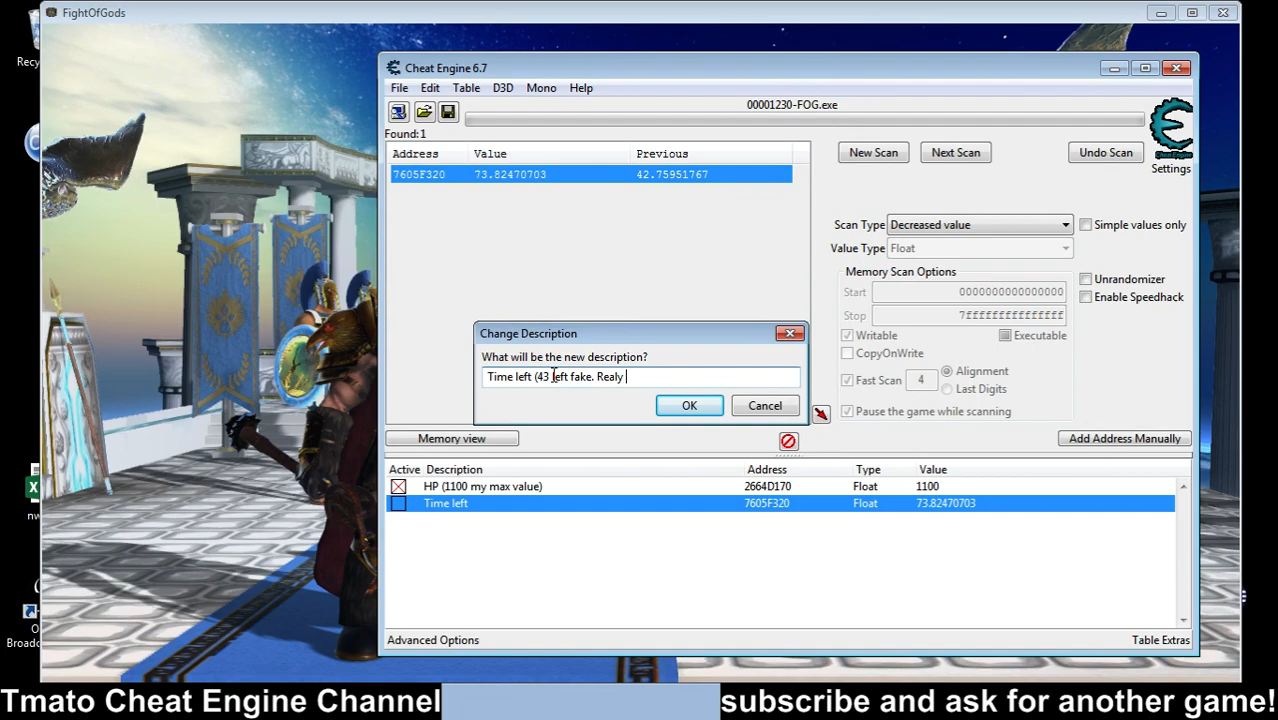 FightOfGods
Recy
Cheat Engine 6.7
File Edit Table D3D Mono Help
00001230-FOG.exe
Found:1
Address Value Previous
7605F320 73.82470703 42.75951767
New Scan Next Scan Undo Scan
Cheat Engine
Settings
Scan Type Decreased value Simple values only
Value Type Float
Memory Scan Options
Unrandomizer
Start 0000000000000000
Enable Speedhack
Stop 7fffffffffffffff
Writable Executable
CopyOnWrite
Fast Scan 4 Alignment
Last Digits
Pause the game while scanning
Change Description
What will be the new description?
Time left (43 left fake. Realy
OK Cancel
Memory view Add Address Manually
Active Description Address Type Value
HP (1100 my max value) 2664D170 Float 1100
Time left 7605F320 Float 73.82470703
nw
O
Broadc
Advanced Options Table Extras
Tmato Cheat Engine Channel subscribe and ask for another game!